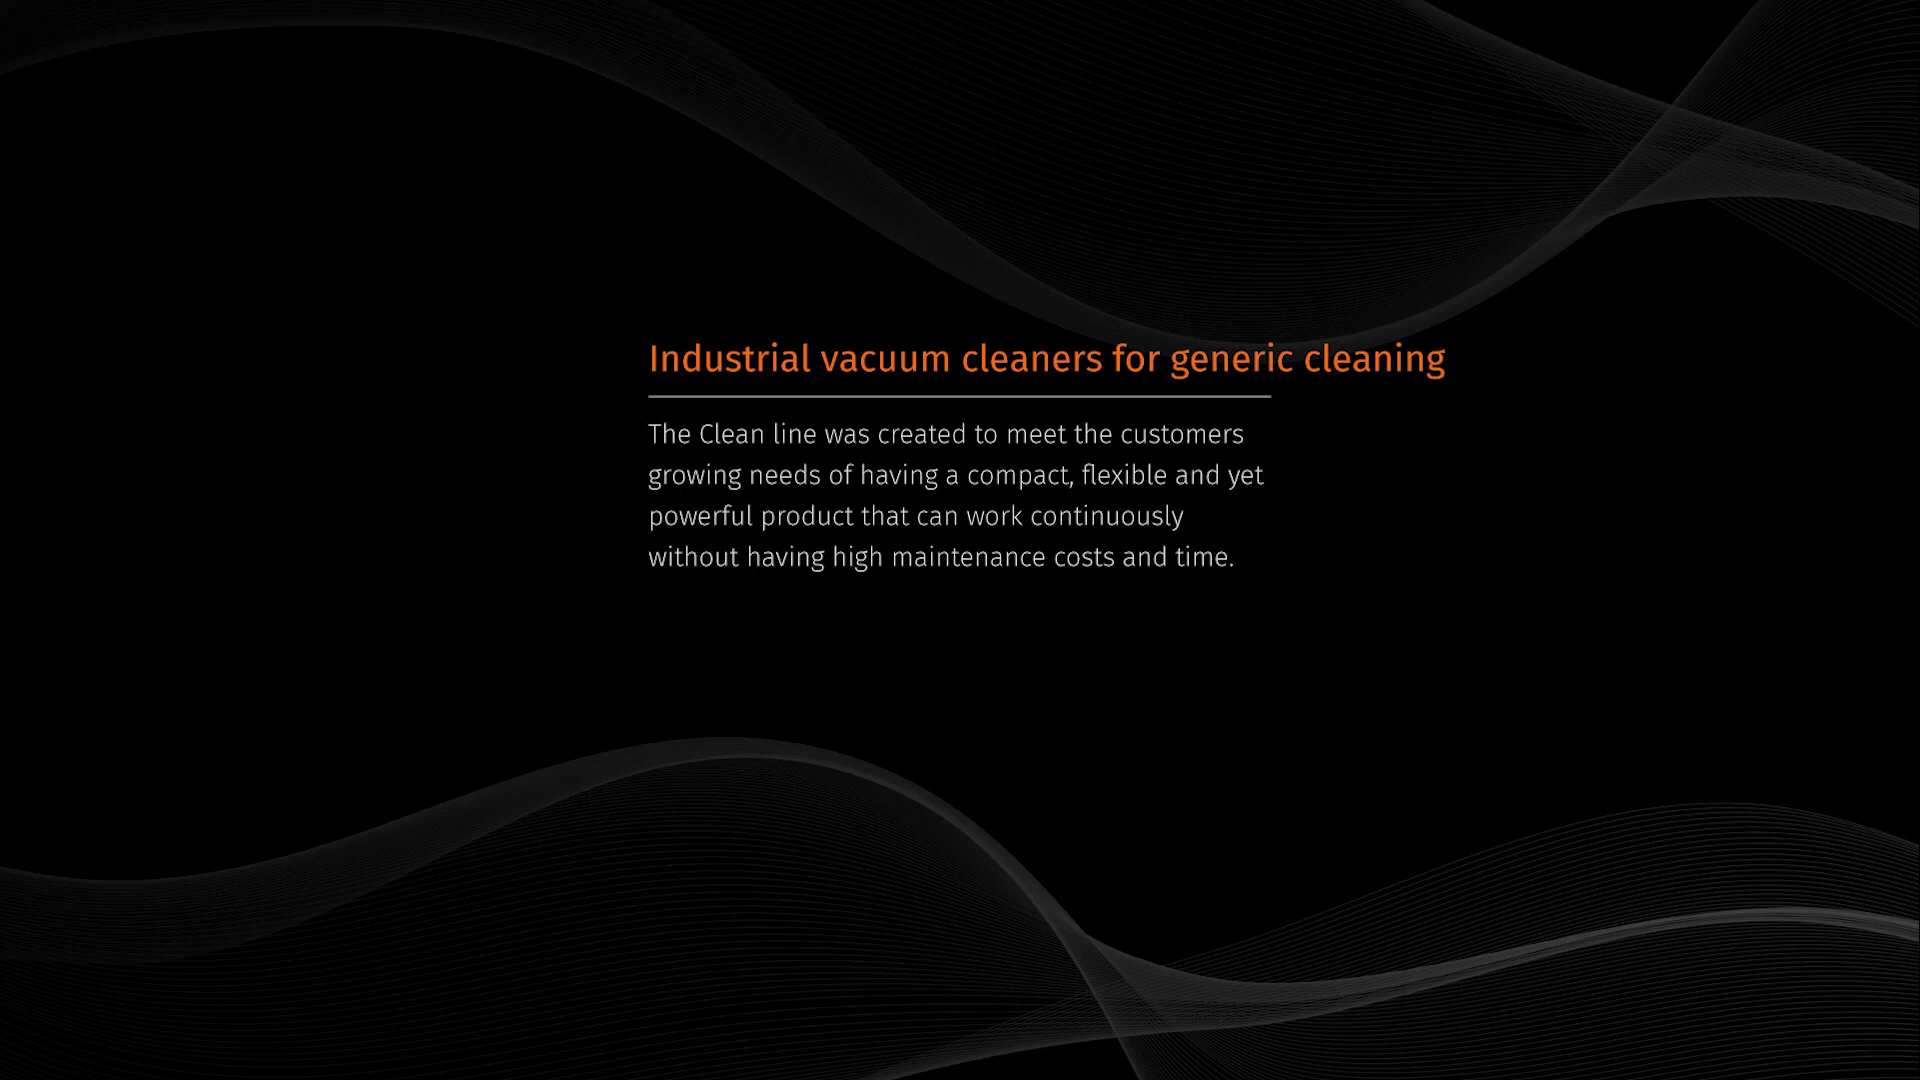 Industrial vacuum cleaners for generic cleaning
The Clean line was created to meet the customers
growing needs of having a compact, flexible and yet
powerful product that can work continuously
without having high maintenance costs and time.